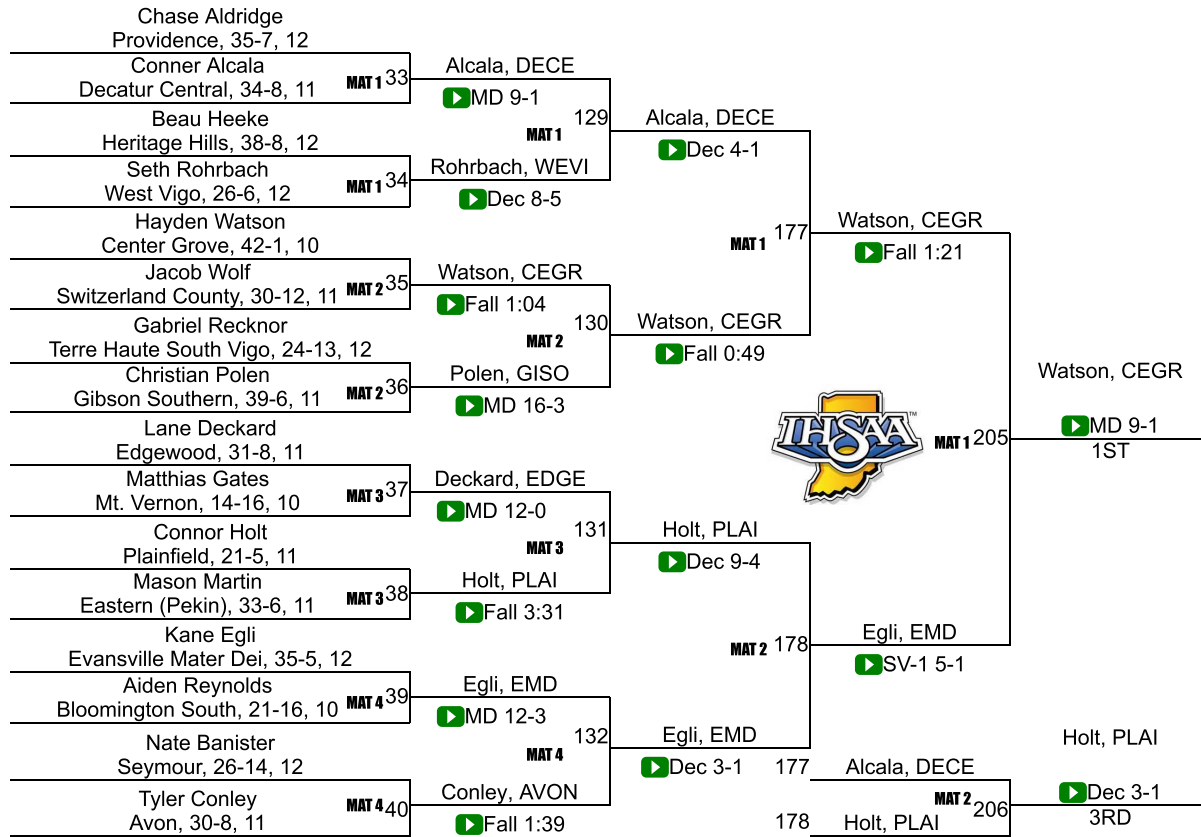 Chase Aldridge
Providence, 35-7, 12
Conner Alcala
Decatur Central, 34-8, 11
MAT 1 33
Beau Heeke
Heritage Hills, 38-8, 12
Seth Rohrbach
West Vigo, 26-6, 12
MAT 1 34
Hayden Watson
Center Grove, 42-1, 10
Jacob Wolf
Switzerland County, 30-12, 11
MAT 2 35
Gabriel Recknor
Terre Haute South Vigo, 24-13, 12
Christian Polen
Gibson Southern, 39-6, 11
MAT 2 36
Lane Deckard
Edgewood, 31-8, 11
Matthias Gates
Mt. Vernon, 14-16, 10
MAT 3 37
Connor Holt
Plainfield, 21-5, 11
Mason Martin
Eastern (Pekin), 33-6, 11
MAT 3 38
Kane Egli
Evansville Mater Dei, 35-5, 12
Aiden Reynolds
Bloomington South, 21-16, 10
MAT 4 39
Nate Banister
Seymour, 26-14, 12
Tyler Conley
Avon, 30-8, 11
MAT 4 40
Alcala, DECE
MD 9-1
MAT 1 129
Rohrbach, WEVI
Dec 8-5
Watson, CEGR
Fall 1:04
MAT 2 130
Polen, GISO
MD 16-3
Deckard, EDGE
MD 12-0
MAT 3 131
Holt, PLAI
Fall 3:31
Egli, EMD
MD 12-3
MAT 4 132
Conley, AVON
Fall 1:39
Alcala, DECE
Dec 4-1
MAT 1 177
Watson, CEGR
Fall 0:49
Holt, PLAI
Dec 9-4
MAT 2 178
Egli, EMD
Dec 3-1
Watson, CEGR
Fall 1:21
IHSAA™
MAT 1 205
Egli, EMD
SV-1 5-1
Watson, CEGR
MD 9-1
1ST
177 Alcala, DECE
MAT 2 206
178 Holt, PLAI
Holt, PLAI
Dec 3-1
3RD